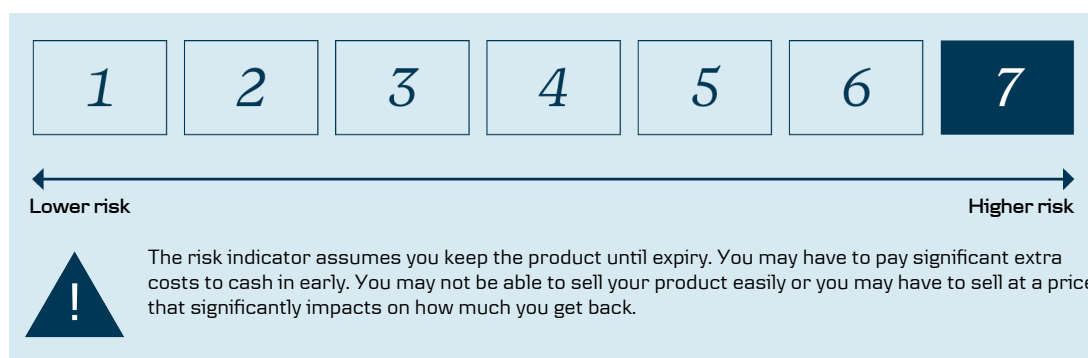 1 2 3 4 5 6 7
Lower risk Higher risk
!
The risk indicator assumes you keep the product until expiry. You may have to pay significant extra
costs to cash in early. You may not be able to sell your product easily or you may have to sell at a price
that significantly impacts on how much you get back.